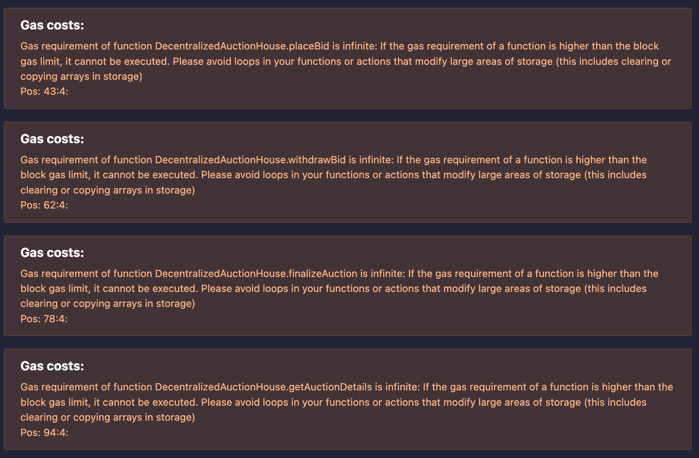 Gas costs:
Gas requirement of function DecentralizedAuctionHouse.placeBid is infinite: If the gas requirement of a function is higher than the block
gas limit, it cannot be executed. Please avoid loops in your functions or actions that modify large areas of storage (this includes clearing or
copying arrays in storage)
Pos: 43:4:
Gas costs:
Gas requirement of function DecentralizedAuctionHouse.withdrawBid is infinite: If the gas requirement of a function is higher than the
block gas limit, it cannot be executed. Please avoid loops in your functions or actions that modify large areas of storage (this includes
clearing or copying arrays in storage)
Pos: 62:4:
Gas costs:
Gas requirement of function DecentralizedAuctionHouse.finalizeAuction is infinite: If the gas requirement of a function is higher than the
block gas limit, it cannot be executed. Please avoid loops in your functions or actions that modify large areas of storage (this includes
clearing or copying arrays in storage)
Pos: 78:4:
Gas costs:
Gas requirement of function DecentralizedAuctionHouse.getAuctionDetails is infinite: If the gas requirement of a function is higher than the
block gas limit, it cannot be executed. Please avoid loops in your functions or actions that modify large areas of storage (this includes
clearing or copying arrays in storage)
Pos: 94:4: